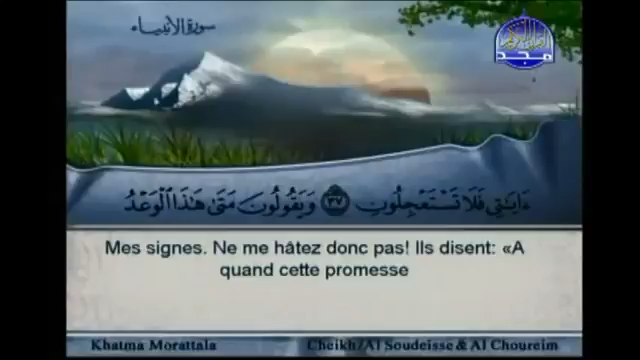 سورة الأنبياء
المجد
ءَايَٰتِي فَلَا تَسْتَعْجِلُونِ ٣٧ وَيَقُولُونَ مَتَىٰ هَٰذَا ٱلْوَعْدُ
Mes signes. Ne me hâtez donc pas! Ils disent: «A
quand cette promesse
Khatma Morattala
Cheikh/Al Soudeisse & Al Choureim